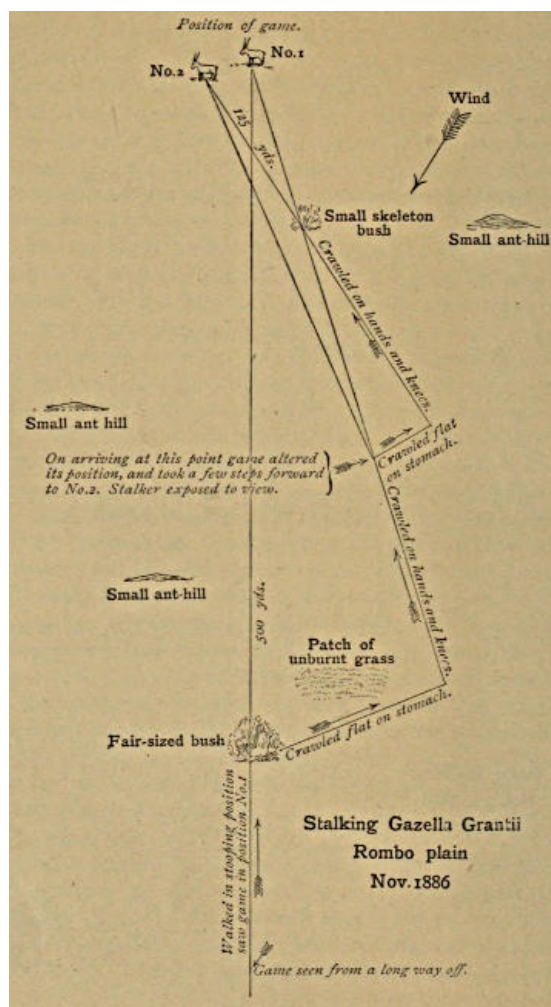 Position of game.
No.2
No.1
125 yds.
Wind
Small skeleton
bush
Small ant-hill
Crawled on hands and knees.
Small ant hill
Crawled flat
on stomach.
On arriving at this point game altered
its position, and took a few steps forward
to No.2. Stalker exposed to view.
Crawled on hands and knees.
Small ant-hill
500 yds.
Patch of
unburnt grass
Fair-sized bush
Crawled flat on stomach.
Walked in stooping position
saw game in position No.1
Stalking Gazella Grantii
Rombo plain
Nov. 1886
Game seen from a long way off.